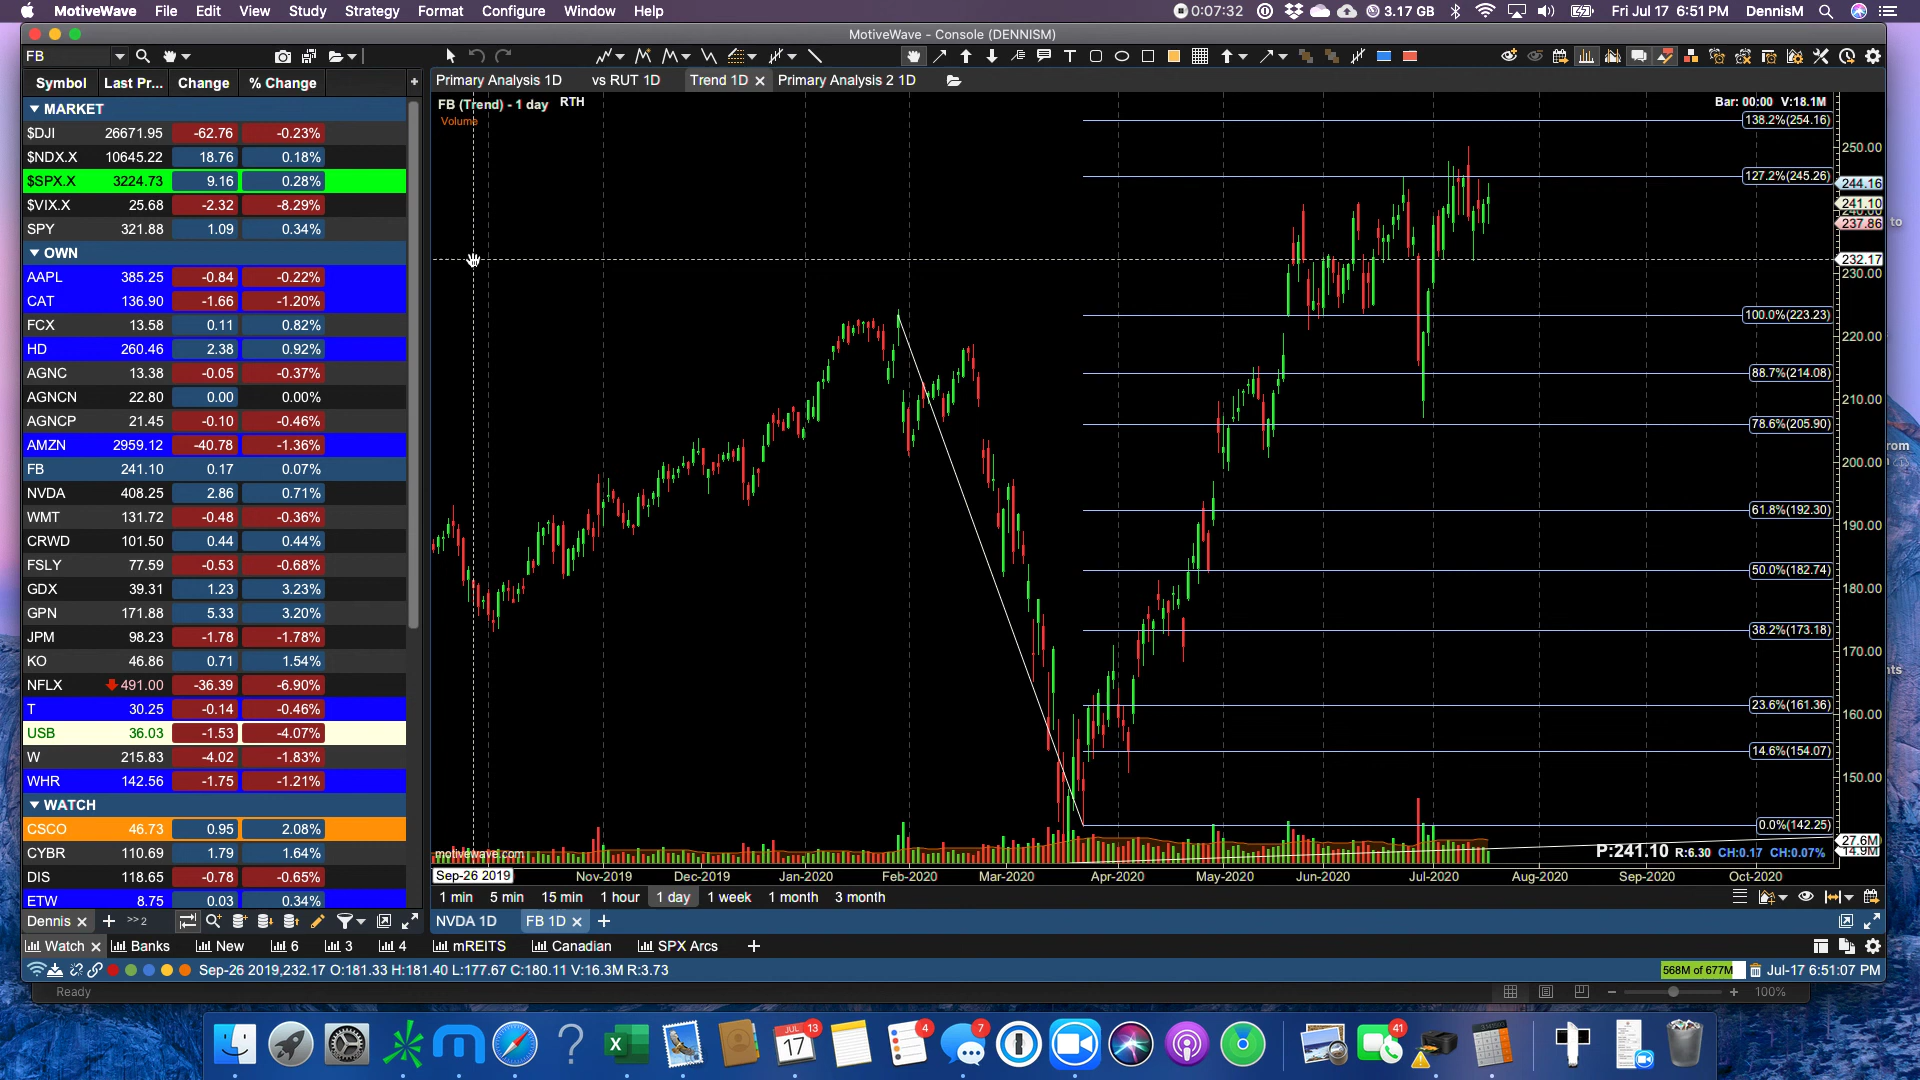 MotiveWave File Edit View Study Strategy Format Configure Window Help 0:07:32 3.17 GB Fri Jul 17 6:51 PM DennisM
MotiveWave - Console (DENNISM)
FB
Symbol Last Pr... Change % Change
Primary Analysis 1D vs RUT 1D Trend 1D Primary Analysis 2 1D
MARKET
$DJI 26671.95 -62.76 -0.23%
$NDX.X 10645.22 18.76 0.18%
$SPX.X 3224.73 9.16 0.28%
$VIX.X 25.68 -2.32 -8.29%
SPY 321.88 1.09 0.34%
OWN
AAPL 385.25 -0.84 -0.22%
CAT 136.90 -1.66 -1.20%
FCX 13.58 0.11 0.82%
HD 260.46 2.38 0.92%
AGNC 13.38 -0.05 -0.37%
AGNCN 22.80 0.00 0.00%
AGNCP 21.45 -0.10 -0.46%
AMZN 2959.12 -40.78 -1.36%
FB 241.10 0.17 0.07%
NVDA 408.25 2.86 0.71%
WMT 131.72 -0.48 -0.36%
CRWD 101.50 0.44 0.44%
FSLY 77.59 -0.53 -0.68%
GDX 39.31 1.23 3.23%
GPN 171.88 5.33 3.20%
JPM 98.23 -1.78 -1.78%
KO 46.86 0.71 1.54%
NFLX 491.00 -36.39 -6.90%
T 30.25 -0.14 -0.46%
USB 36.03 -1.53 -4.07%
W 215.83 -4.02 -1.83%
WHR 142.56 -1.75 -1.21%
WATCH
CSCO 46.73 0.95 2.08%
CYBR 110.69 1.79 1.64%
DIS 118.65 -0.78 -0.65%
ETW 8.75 0.03 0.34%
FB (Trend) - 1 day RTH
Volume
Bar: 00:00 V:18.1M
138.2%(254.16)
250.00
127.2%(245.26)
244.16
241.10
237.86
232.17
230.00
100.0%(223.23)
220.00
88.7%(214.08)
210.00
78.6%(205.90)
200.00
61.8%(192.30)
190.00
50.0%(182.74)
180.00
38.2%(173.18)
170.00
23.6%(161.36)
160.00
14.6%(154.07)
150.00
0.0%(142.25)
27.6M
motivewave.com
P:241.10 R:6.30 CH:0.17 CH:0.07%
Sep-26 2019 Nov-2019 Dec-2019 Jan-2020 Feb-2020 Mar-2020 Apr-2020 May-2020 Jun-2020 Jul-2020 Aug-2020 Sep-2020 Oct-2020
1 min 5 min 15 min 1 hour 1 day 1 week 1 month 3 month
Dennis + >> 2 NVDA 1D FB 1D +
Watch Banks New 6 3 4 mREITS Canadian SPX Arcs +
Sep-26 2019,232.17 O:181.33 H:181.40 L:177.67 C:180.11 V:16.3M R:3.73 568M of 677M Jul-17 6:51:07 PM
Ready 100%
JUL 17 13 4 7 41